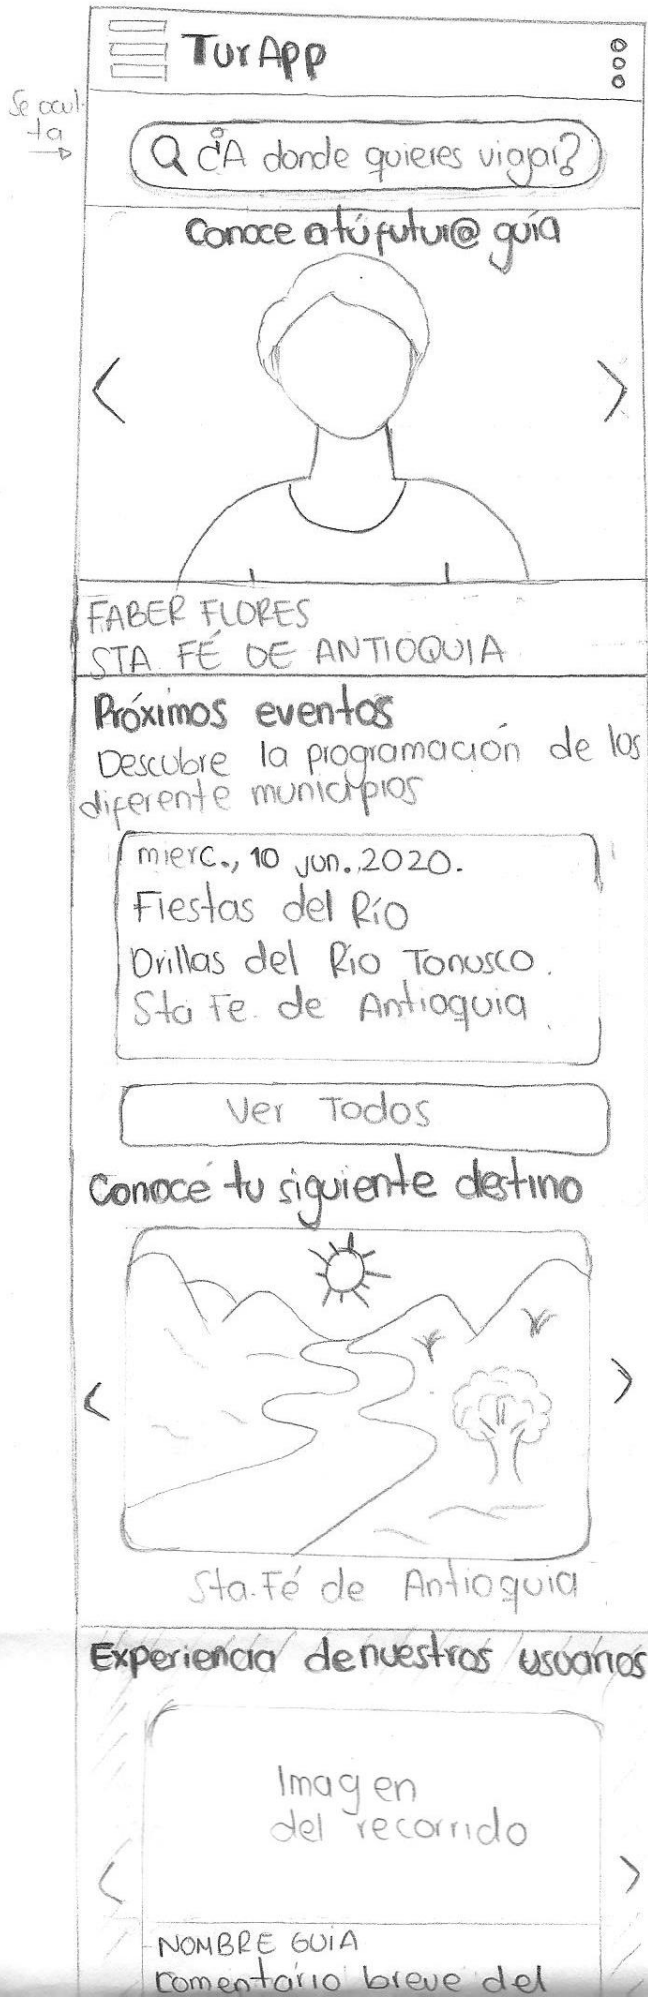 TurApp
Se ocul
ta
¿A donde quieres viajar?
Conoce a tú futur@ guía
FABER FLORES
STA FÉ DE ANTIOQUIA
Próximos eventos
Descubre la programación de los
diferente municipios
mierc., 10 jun. 2020.
Fiestas del Río
Orillas del Río Tonusco.
Sta Fe. de Antioquia.
Ver Todos
Conocé tu siguiente destino
Sta. Fé de Antioquia
Experiencia de nuestros usuarios
Imagen
del recorrido
NOMBRE GUIA
comentario breve del